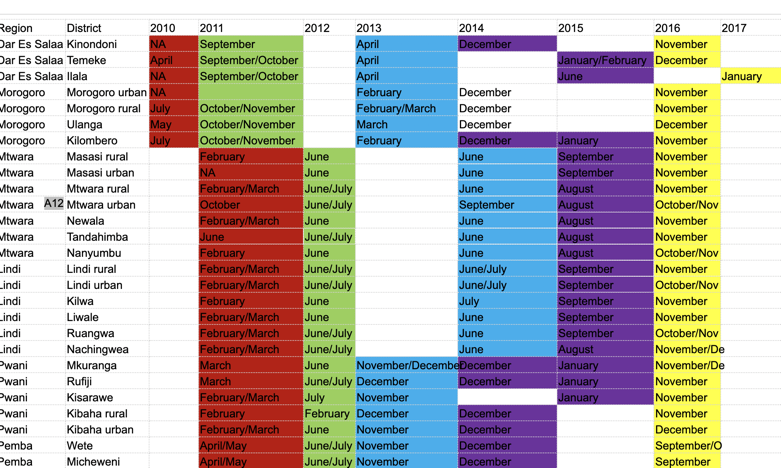 Region District 2010 2011 2012 2013 2014 2015 2016 2017
Dar Es Salaa Kinondoni NA September April December November
Dar Es Salaa Temeke April September/October April January/February December
Dar Es Salaa Ilala NA September/October April June January
Morogoro Morogoro urban NA February December November
Morogoro Morogoro rural July October/November February/March December November
Morogoro Ulanga May October/November March December December
Morogoro Kilombero July October/November February December January November
Mtwara Masasi rural February June June September November
Mtwara Masasi urban NA June June September November
Mtwara Mtwara rural February/March June/July June August November
Mtwara A12 Mtwara urban October June/July September August October/Nov
Mtwara Newala February/March June June August November
Mtwara Tandahimba June June/July June August November
Mtwara Nanyumbu February June June August October/Nov
Lindi Lindi rural February/March June/July June/July September November
Lindi Lindi urban February/March June/July June/July September October/Nov
Lindi Kilwa February June July September November
Lindi Liwale February/March June June September November
Lindi Ruangwa February/March June/July June September October/Nov
Lindi Nachingwea February/March June/July June August November/De
Pwani Mkuranga March June November/December December January November/De
Pwani Rufiji March June/July December December January November
Pwani Kisarawe February/March July November January November
Pwani Kibaha rural February February December December November
Pwani Kibaha urban February/March June November December December
Pemba Wete April/May June/July November December September/O
Pemba Micheweni April/May June/July November December September